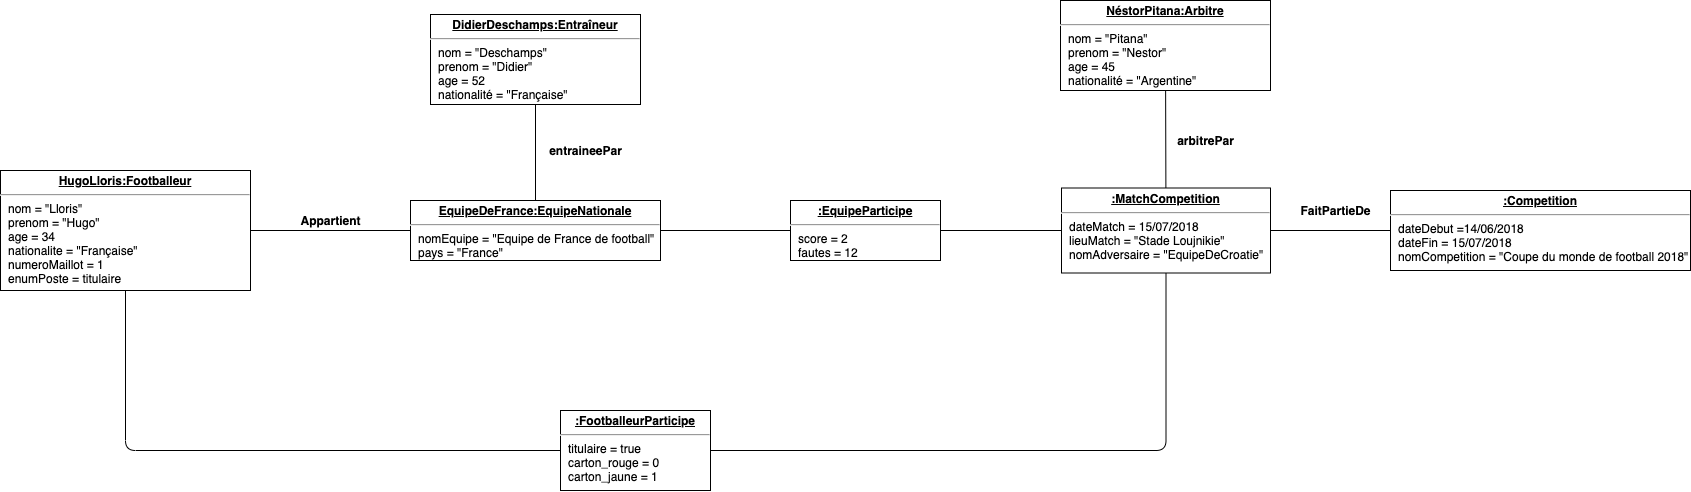 DidierDeschamps:Entraîneur
nom = "Deschamps"
prenom = "Didier"
age = 52
nationalité = "Française"
NéstorPitana:Arbitre
nom = "Pitana"
prenom = "Nestor"
age = 45
nationalité = "Argentine"
entraineePar
arbitrePar
HugoLloris:Footballeur
nom = "Lloris"
prenom = "Hugo"
age = 34
nationalite = "Française"
numeroMaillot = 1
enumPoste = titulaire
Appartient
EquipeDeFrance:EquipeNationale
nomEquipe = "Equipe de France de football"
pays = "France"
:EquipeParticipe
score = 2
fautes = 12
:MatchCompetition
dateMatch = 15/07/2018
lieuMatch = "Stade Loujnikie"
nomAdversaire = "EquipeDeCroatie"
FaitPartieDe
:Competition
dateDebut =14/06/2018
dateFin = 15/07/2018
nomCompetition = "Coupe du monde de football 2018"
:FootballeurParticipe
titulaire = true
carton_rouge = 0
carton_jaune = 1